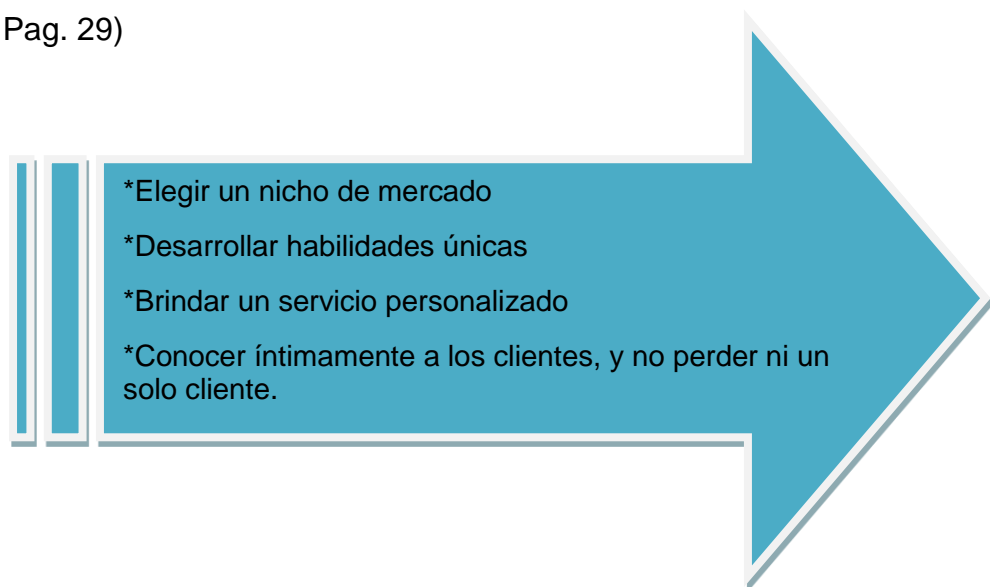 Pag. 29)
*Elegir un nicho de mercado
*Desarrollar habilidades únicas
*Brindar un servicio personalizado
*Conocer íntimamente a los clientes, y no perder ni un
solo cliente.